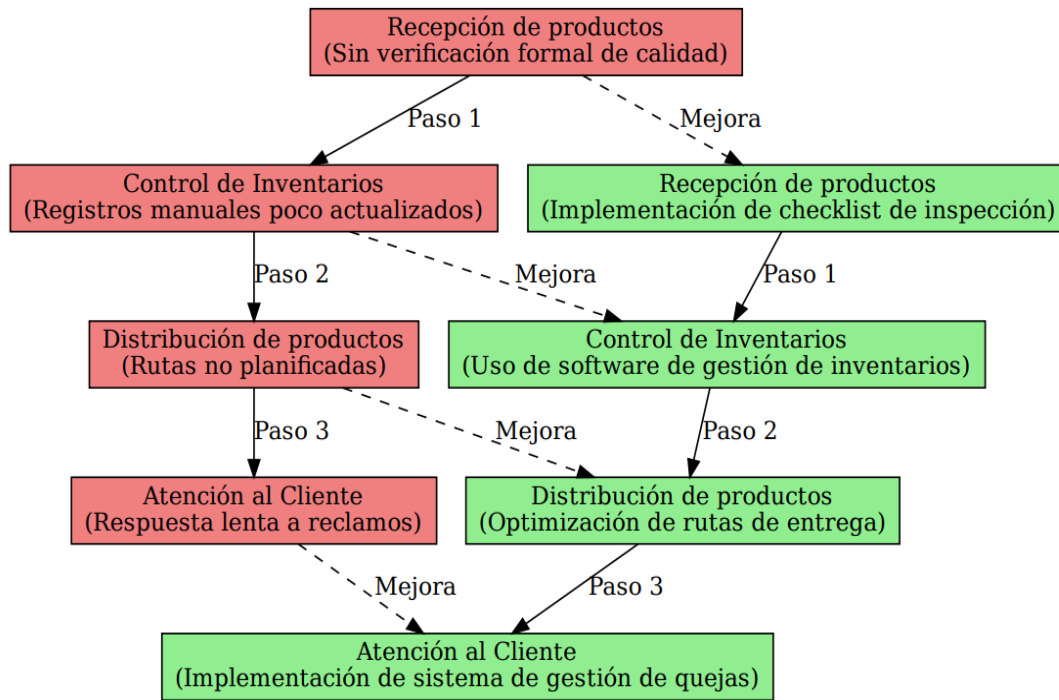 Recepción de productos
(Sin verificación formal de calidad)
Paso 1
Mejora
Control de Inventarios
(Registros manuales poco actualizados)
Recepción de productos
(Implementación de checklist de inspección)
Paso 2
Mejora
Paso 1
Distribución de productos
(Rutas no planificadas)
Control de Inventarios
(Uso de software de gestión de inventarios)
Paso 3
Mejora
Paso 2
Atención al Cliente
(Respuesta lenta a reclamos)
Distribución de productos
(Optimización de rutas de entrega)
Mejora
Paso 3
Atención al Cliente
(Implementación de sistema de gestión de quejas)